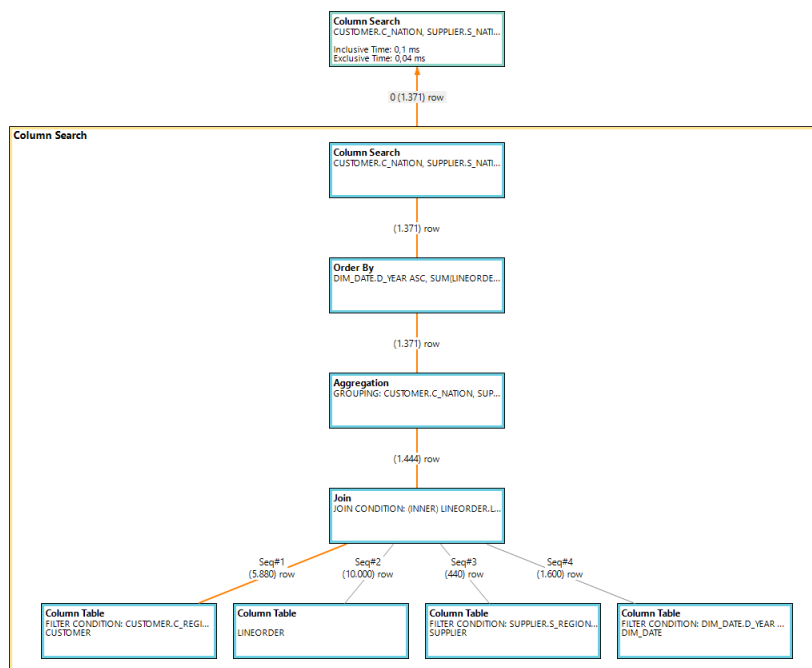 Column Search
CUSTOMER.C_NATION, SUPPLIER.S_NATI...
Inclusive Time: 0,1 ms
Exclusive Time: 0,04 ms
0 (1.371) row
Column Search
Column Search
CUSTOMER.C_NATION, SUPPLIER.S_NATI...
(1.371) row
Order By
DIM_DATE.D_YEAR ASC, SUM(LINEORDE...
(1.371) row
Aggregation
GROUPING: CUSTOMER.C_NATION, SUP...
(1.444) row
Join
JOIN CONDITION: (INNER) LINEORDER.L...
Seq#1
(5.880) row
Seq#2
(10.000) row
Seq#3
(440) row
Seq#4
(1.600) row
Column Table
FILTER CONDITION: CUSTOMER.C_REGI...
CUSTOMER
Column Table
LINEORDER
Column Table
FILTER CONDITION: SUPPLIER.S_REGION...
SUPPLIER
Column Table
FILTER CONDITION: DIM_DATE.D_YEAR ...
DIM_DATE